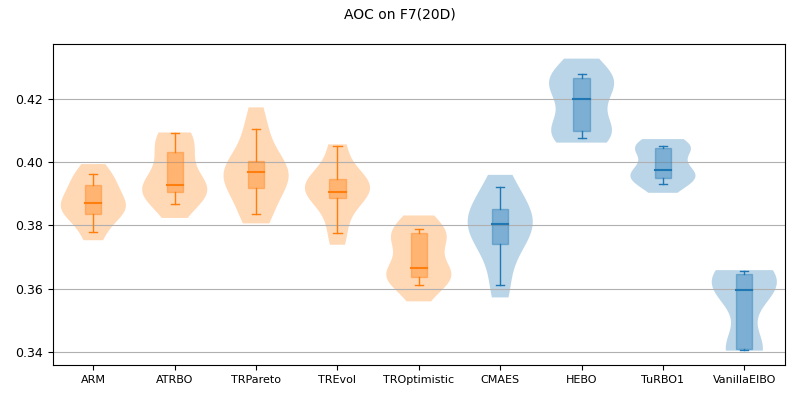 AOC on F7(20D)
0.42
0.40
0.38
0.36
0.34
ARM ATRBO TRPareto TREvol TROptimistic CMAES HEBO TuRBO1 VanillaEIBO